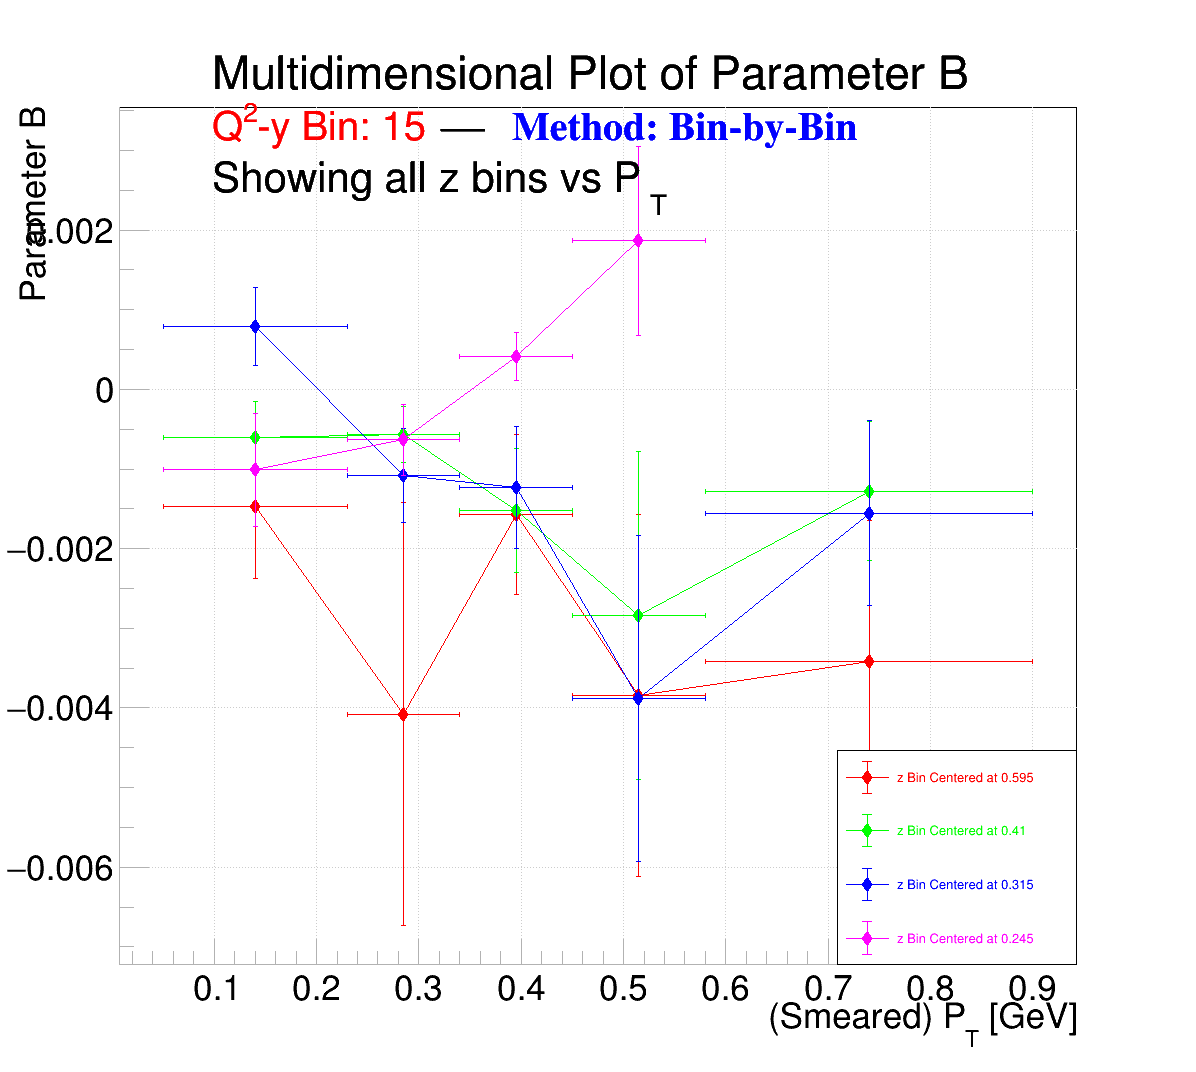 Multidimensional Plot of Parameter B
Q2-y Bin: 15 — Method: Bin-by-Bin
Showing all z bins vs PT
Parameter B
0.002
0
−0.002
−0.004
−0.006
z Bin Centered at 0.595
z Bin Centered at 0.41
z Bin Centered at 0.315
z Bin Centered at 0.245
0.1 0.2 0.3 0.4 0.5 0.6 0.7 0.8 0.9
(Smeared) PT [GeV]